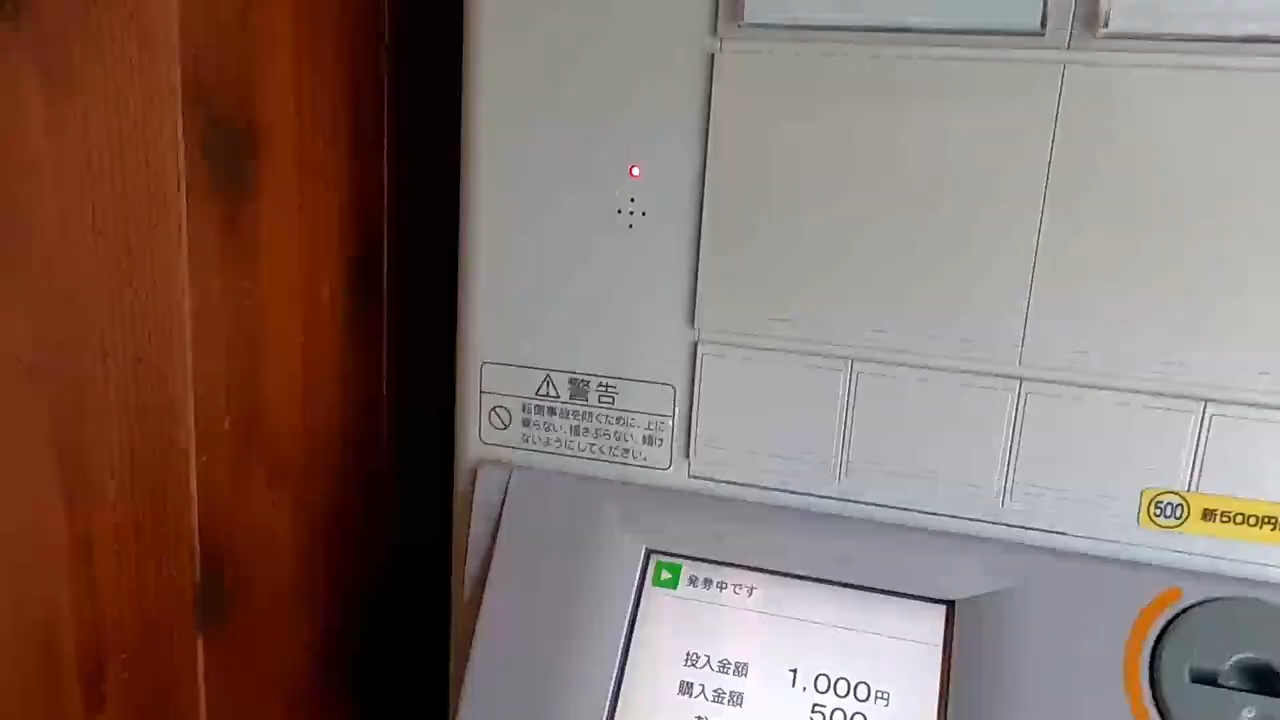 警告
転倒事故を防ぐために、上に
乗らない、揺さぶらない、傾け
ないようにしてください。
500 新500円
発券中です
投入金額 1,000円
購入金額 500
お